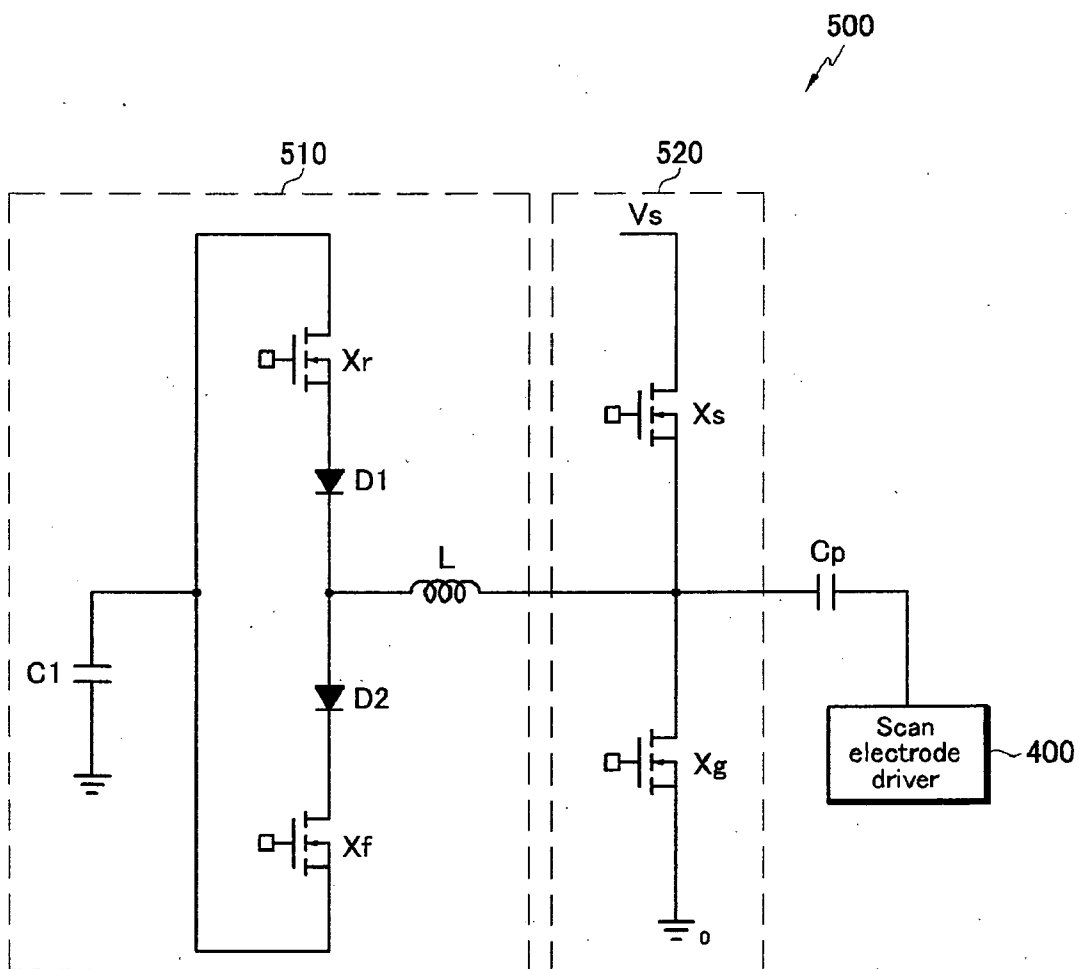 500
510
520
Vs
Xr
Xs
D1
L
Cp
C1
D2
Scan
electrode
driver
400
Xg
Xf
0